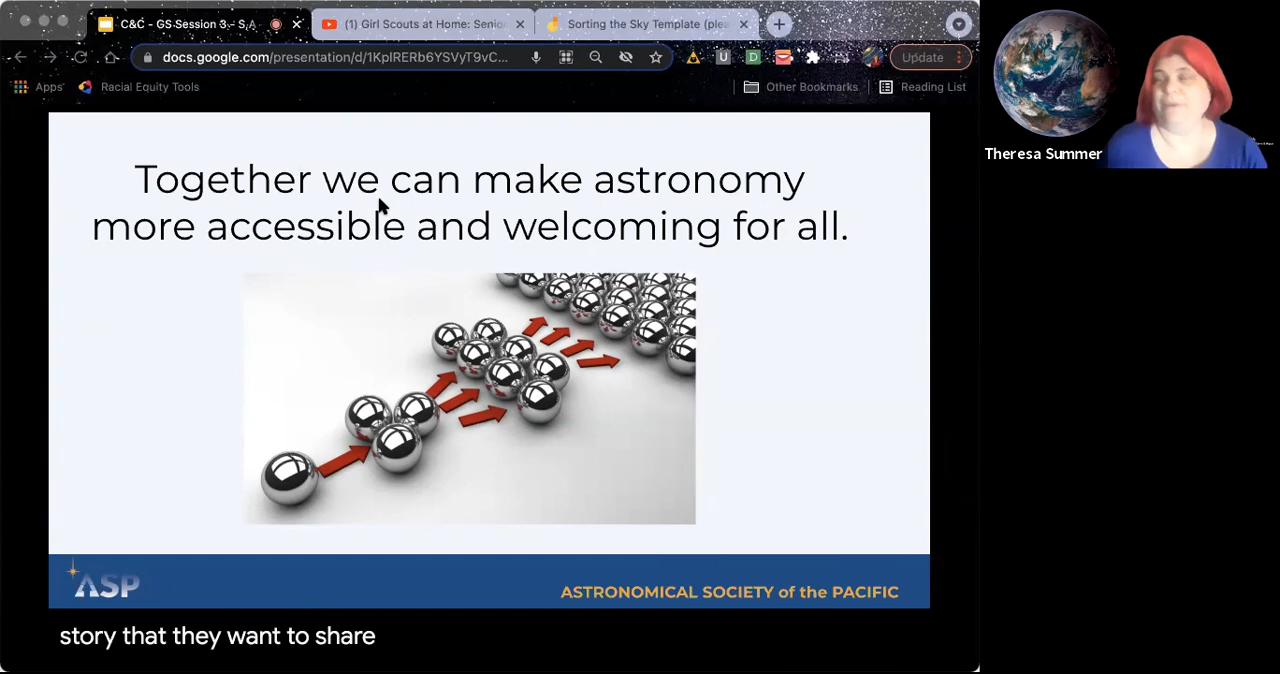 C&C - GS Session 3 - S,A
(1) Girl Scouts at Home: Senio
Sorting the Sky Template (plea
docs.google.com/presentation/d/1KplRERb6YSVyT9vC...
U
D
Update
Apps
Racial Equity Tools
Other Bookmarks
Reading List
Theresa Summer
Together we can make astronomy
more accessible and welcoming for all.
ASP
ASTRONOMICAL SOCIETY of the PACIFIC
story that they want to share